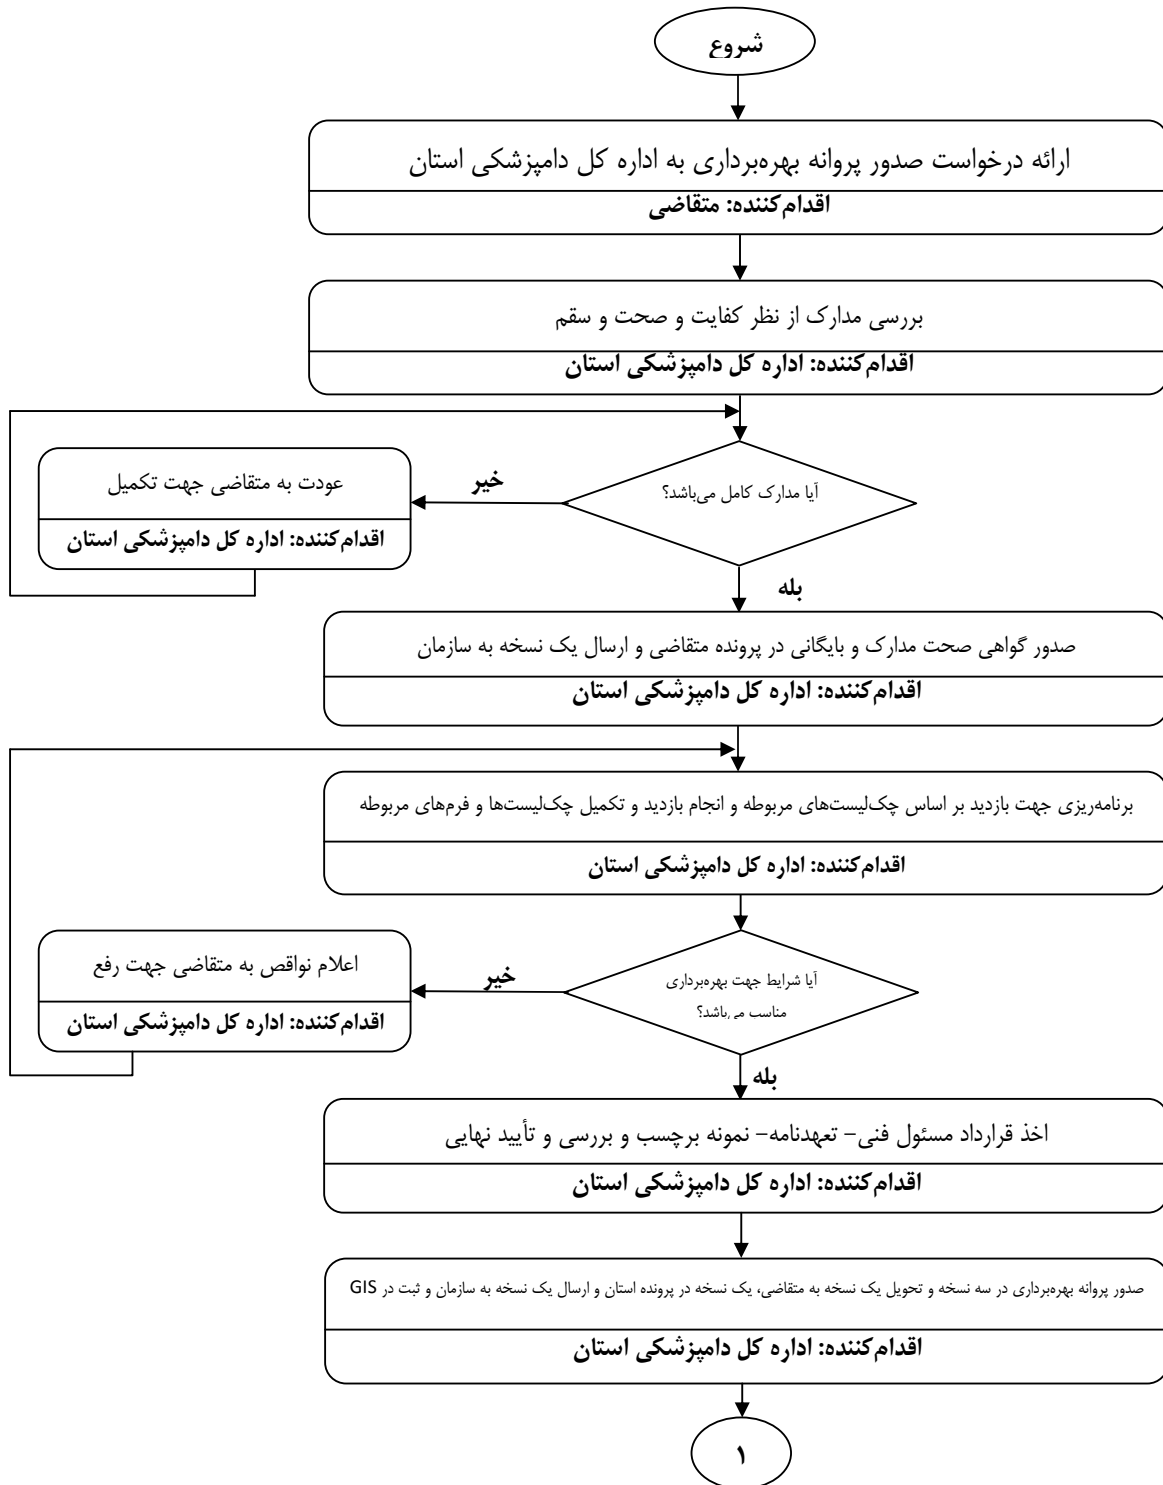 شروع
ارائه درخواست صدور پروانه بهره‌برداری به اداره کل دامپزشکی استان
اقدام‌کننده: متقاضی
بررسی مدارک از نظر کفایت و صحت و سقم
اقدام‌کننده: اداره کل دامپزشکی استان
آیا مدارک کامل می‌باشد؟
خیر
عودت به متقاضی جهت تکمیل
اقدام‌کننده: اداره کل دامپزشکی استان
بله
صدور گواهی صحت مدارک و بایگانی در پرونده متقاضی و ارسال یک نسخه به سازمان
اقدام‌کننده: اداره کل دامپزشکی استان
برنامه‌ریزی جهت بازدید بر اساس چک‌لیست‌های مربوطه و انجام بازدید و تکمیل چک‌لیست‌ها و فرم‌های مربوطه
اقدام‌کننده: اداره کل دامپزشکی استان
آیا شرایط جهت بهره‌برداری
مناسب می‌باشد؟
خیر
اعلام نواقص به متقاضی جهت رفع
اقدام‌کننده: اداره کل دامپزشکی استان
بله
اخذ قرارداد مسئول فنی- تعهدنامه- نمونه برچسب و بررسی و تأیید نهایی
اقدام‌کننده: اداره کل دامپزشکی استان
صدور پروانه بهره‌برداری در سه نسخه و تحویل یک نسخه به متقاضی، یک نسخه در پرونده استان و ارسال یک نسخه به سازمان و ثبت در GIS
اقدام‌کننده: اداره کل دامپزشکی استان
۱